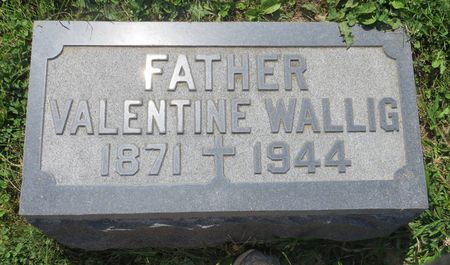 FATHER
VALENTINE WALLIG
1871 ✝ 1944